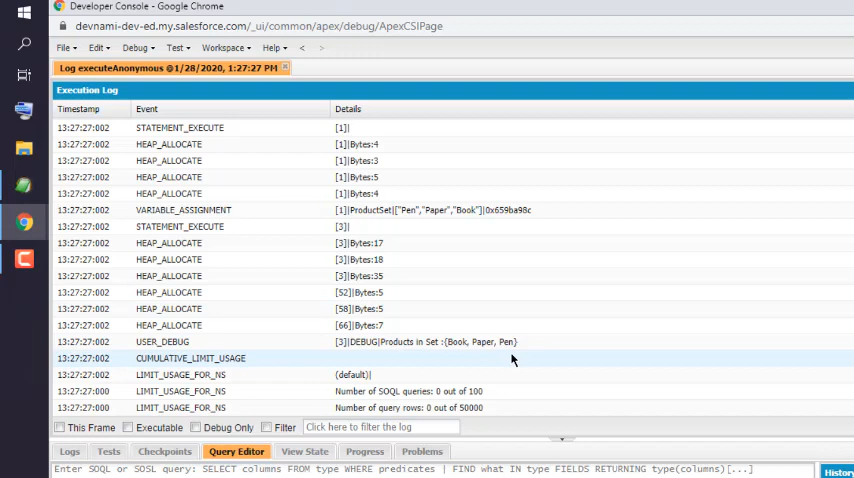 Developer Console - Google Chrome
devnami-dev-ed.my.salesforce.com/_ui/common/apex/debug/ApexCSIPage
File Edit Debug Test Workspace Help < >
Log executeAnonymous @1/28/2020, 1:27:27 PM
Execution Log
Timestamp Event Details
13:27:27:002 STATEMENT_EXECUTE [1]|
13:27:27:002 HEAP_ALLOCATE [1]|Bytes:4
13:27:27:002 HEAP_ALLOCATE [1]|Bytes:3
13:27:27:002 HEAP_ALLOCATE [1]|Bytes:5
13:27:27:002 HEAP_ALLOCATE [1]|Bytes:4
13:27:27:002 VARIABLE_ASSIGNMENT [1]|ProductSet|["Pen","Paper","Book"]|0x659ba98c
13:27:27:002 STATEMENT_EXECUTE [3]|
13:27:27:002 HEAP_ALLOCATE [3]|Bytes:17
13:27:27:002 HEAP_ALLOCATE [3]|Bytes:18
13:27:27:002 HEAP_ALLOCATE [3]|Bytes:35
13:27:27:002 HEAP_ALLOCATE [52]|Bytes:5
13:27:27:002 HEAP_ALLOCATE [58]|Bytes:5
13:27:27:002 HEAP_ALLOCATE [66]|Bytes:7
13:27:27:002 USER_DEBUG [3]|DEBUG|Products in Set :{Book, Paper, Pen}
13:27:27:002 CUMULATIVE_LIMIT_USAGE
13:27:27:002 LIMIT_USAGE_FOR_NS (default)|
13:27:27:000 LIMIT_USAGE_FOR_NS Number of SOQL queries: 0 out of 100
13:27:27:000 LIMIT_USAGE_FOR_NS Number of query rows: 0 out of 50000
This Frame Executable Debug Only Filter Click here to filter the log
Logs Tests Checkpoints Query Editor View State Progress Problems
Enter SOQL or SOSL query: SELECT columns FROM type WHERE predicates | FIND what IN type FIELDS RETURNING type(columns)[...]
History